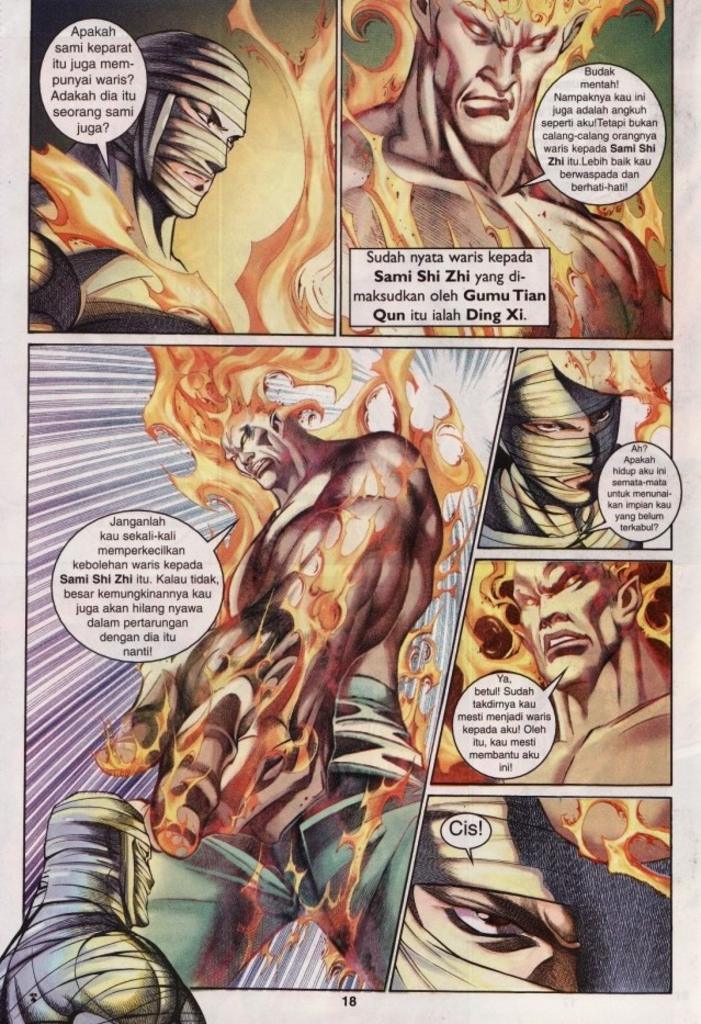 Apakah
sami keparat
itu juga mem-
punyai waris?
Adakah dia itu
seorang sami
juga?
Budak
mentah!
Nampaknya kau ini
juga adalah angkuh
seperti aku!Tetapi bukan
calang-calang orangnya
waris kepada Sami Shi
Zhi itu.Lebih baik kau
berwaspada dan
berhati-hati!
Sudah nyata waris kepada
Sami Shi Zhi yang di-
maksudkan oleh Gumu Tian
Qun itu ialah Ding Xi.
Janganlah
kau sekali-kali
memperkecilkan
kebolehan waris kepada
Sami Shi Zhi itu. Kalau tidak,
besar kemungkinannya kau
juga akan hilang nyawa
dalam pertarungan
dengan dia itu
nanti!
Ah?
Apakah
hidup aku ini
semata-mata
untuk menunai-
kan impian kau
yang belum
terkabul?
Ya,
betul! Sudah
takdirnya kau
mesti menjadi waris
kepada aku! Oleh
itu, kau mesti
membantu aku
ini!
Cis!
18